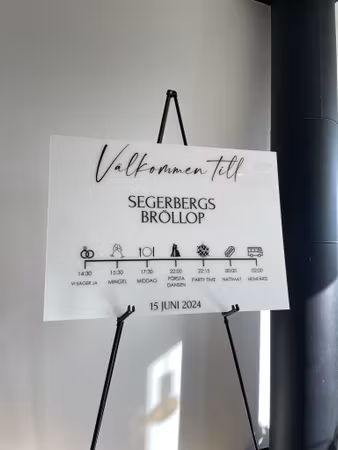 Välkommen till
SEGERBERGS
BRÖLLOP
14:30 15:30 17:30 22:00 22:15 00:00 02:00
VI SÄGER JA MINGEL MIDDAG FÖRSTA DANSEN PARTY TIME NATTMAT HEMFÄRD
15 JUNI 2024